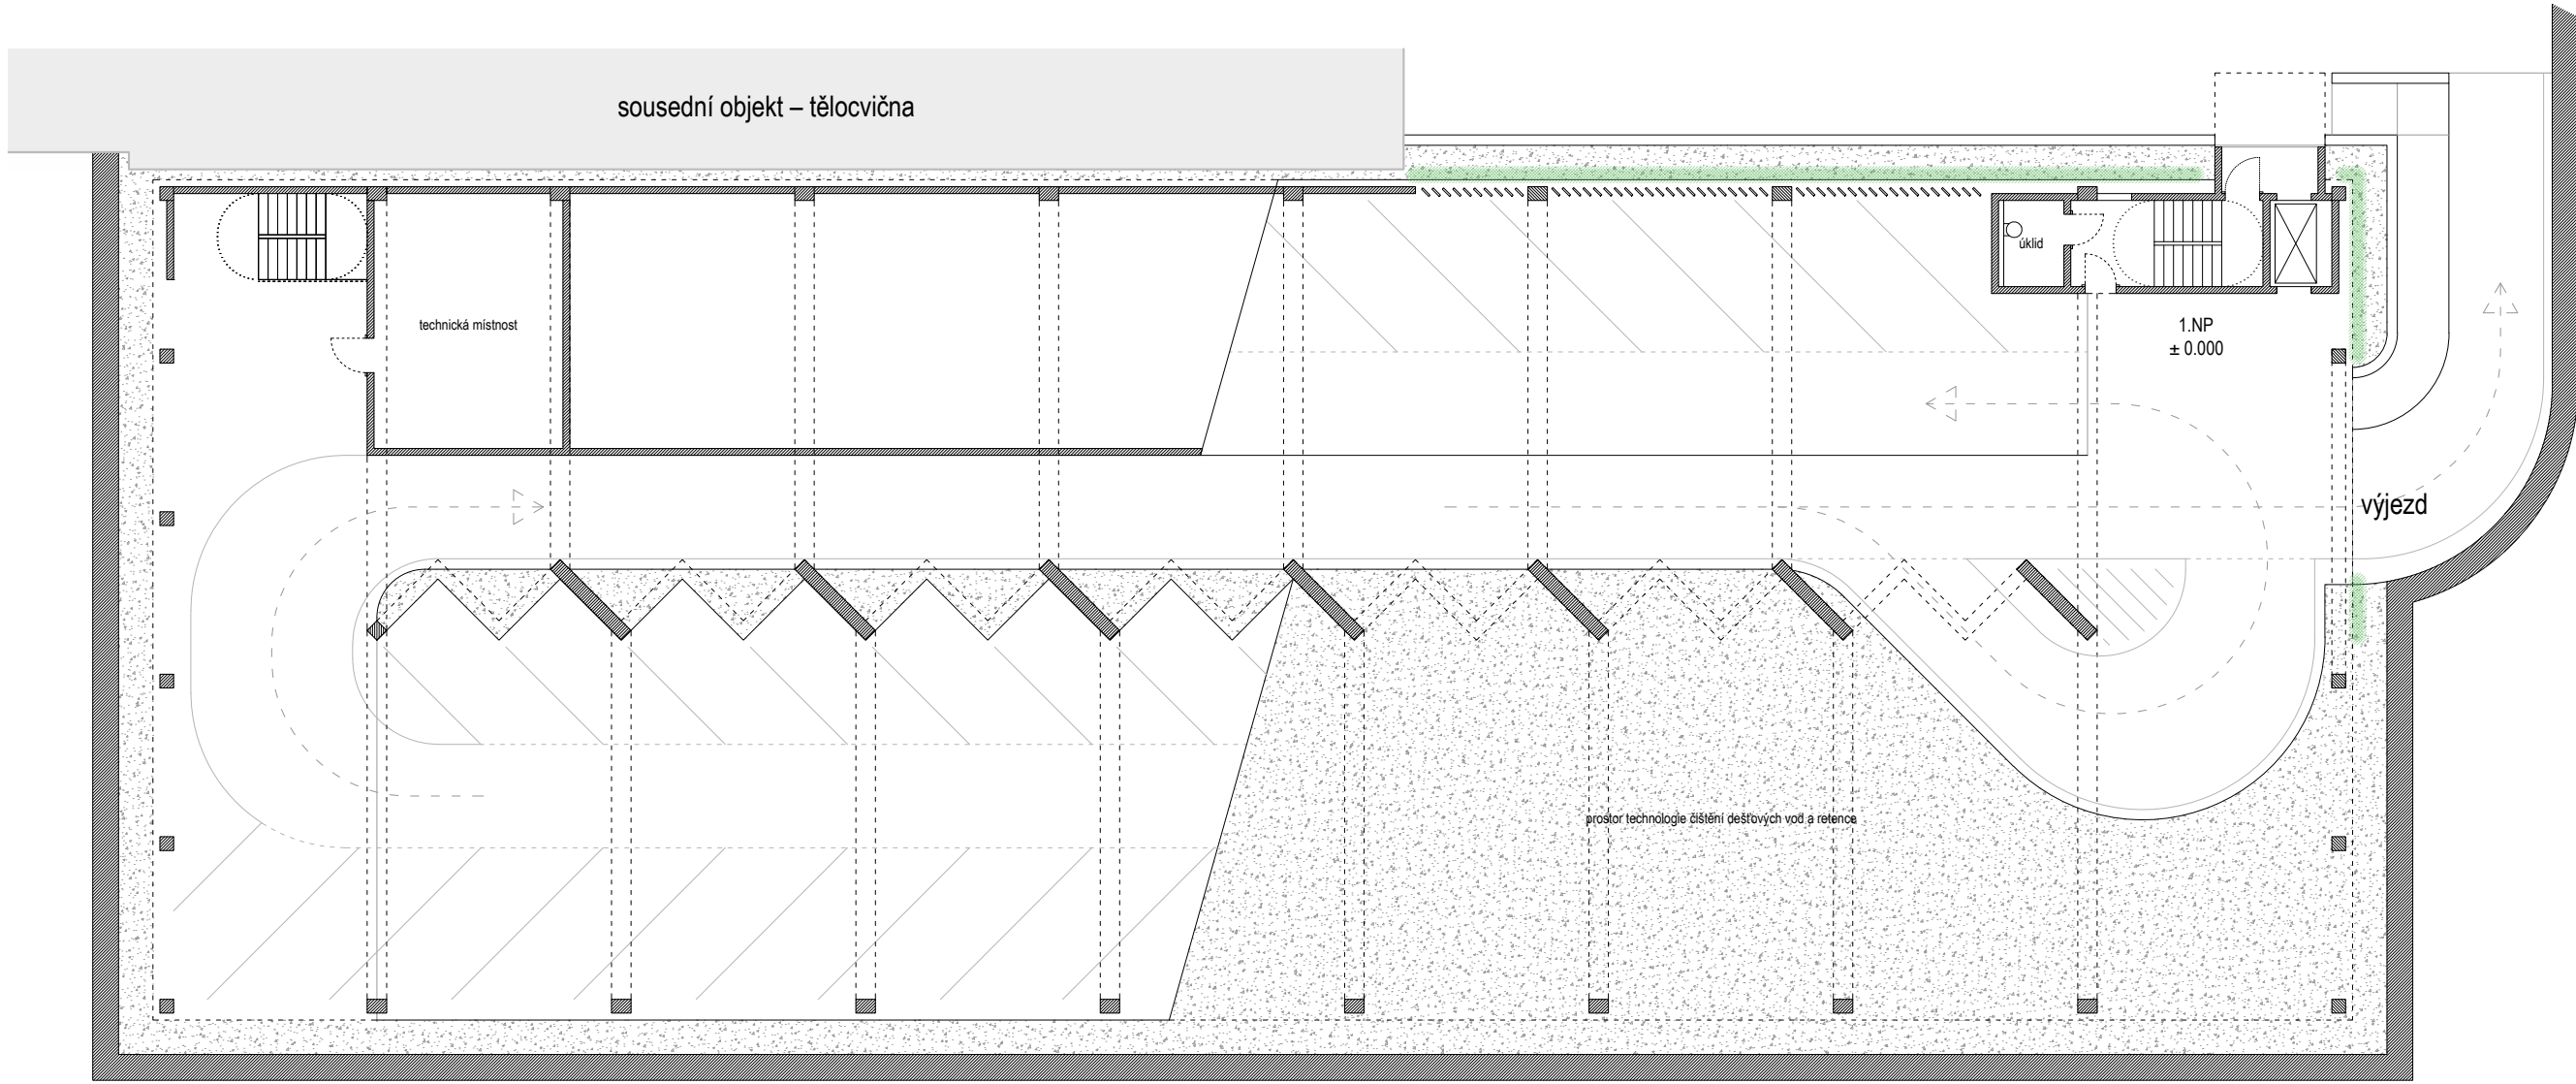 sousední objekt – tělocvična
úklid
technická místnost
1.NP
± 0.000
výjezd
prostor technologie čištění dešťových vod a retence